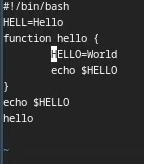 #!/bin/bash
HELL=Hello
function hello {
        HELLO=World
        echo $HELLO
}
echo $HELLO
hello

~